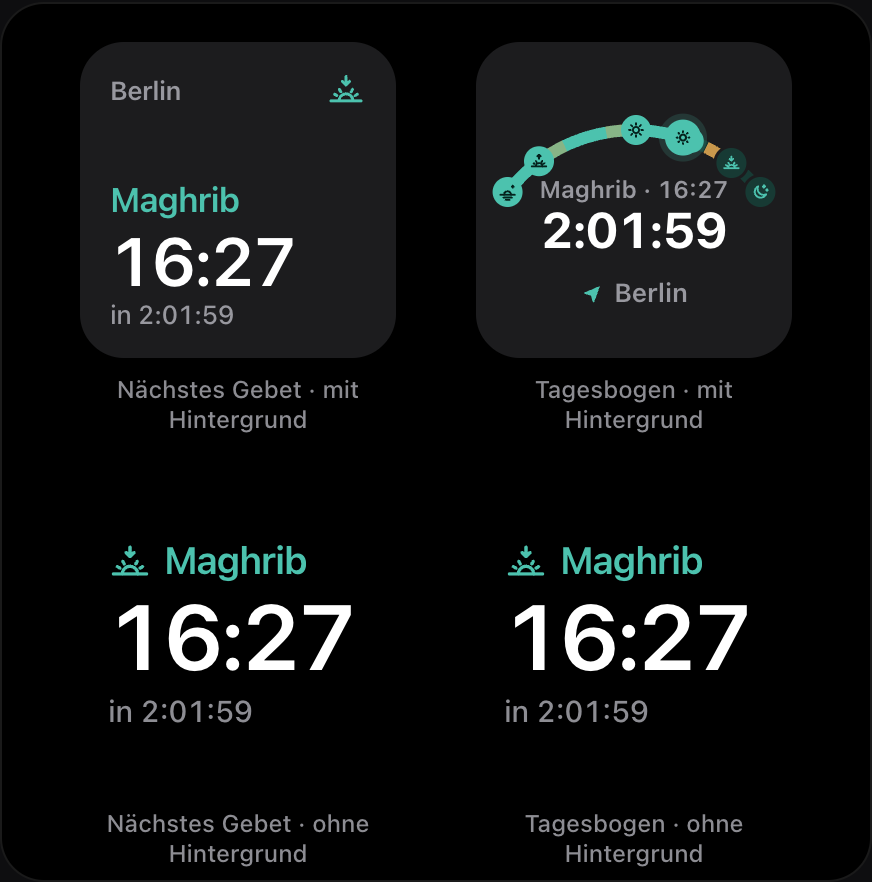 Berlin
Maghrib
16:27
in 2:01:59
Nächstes Gebet · mit
Hintergrund
Maghrib · 16:27
2:01:59
Berlin
Tagesbogen · mit
Hintergrund
Maghrib
16:27
in 2:01:59
Nächstes Gebet · ohne
Hintergrund
Maghrib
16:27
in 2:01:59
Tagesbogen · ohne
Hintergrund